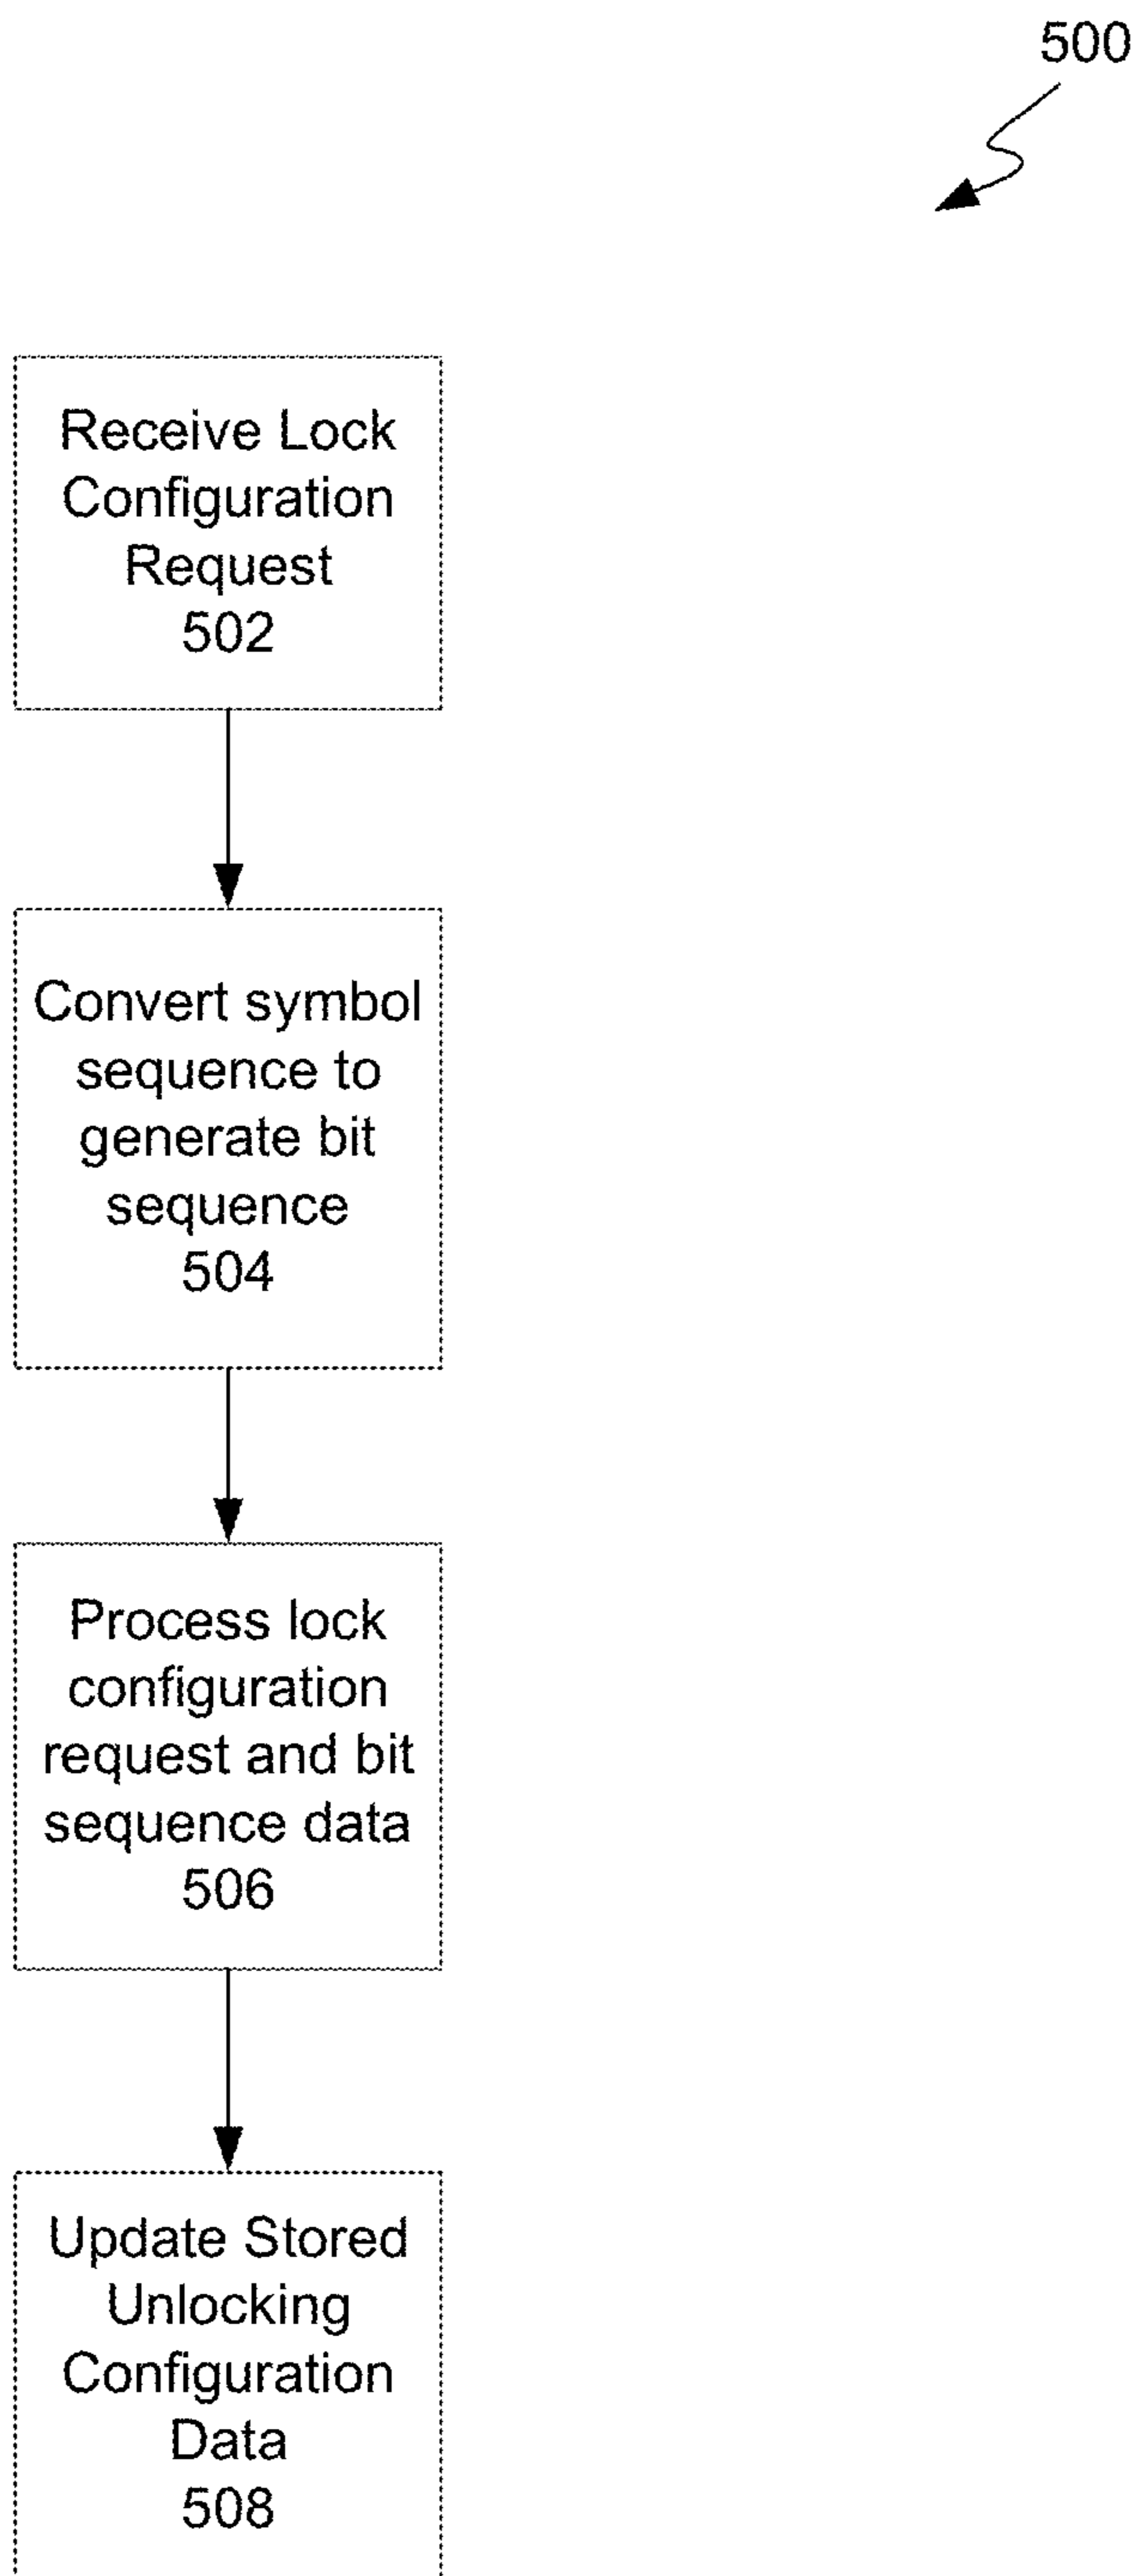 500
Receive Lock
Configuration
Request
502
Convert symbol
sequence to
generate bit
sequence
504
Process lock
configuration
request and bit
sequence data
506
Update Stored
Unlocking
Configuration
Data
508